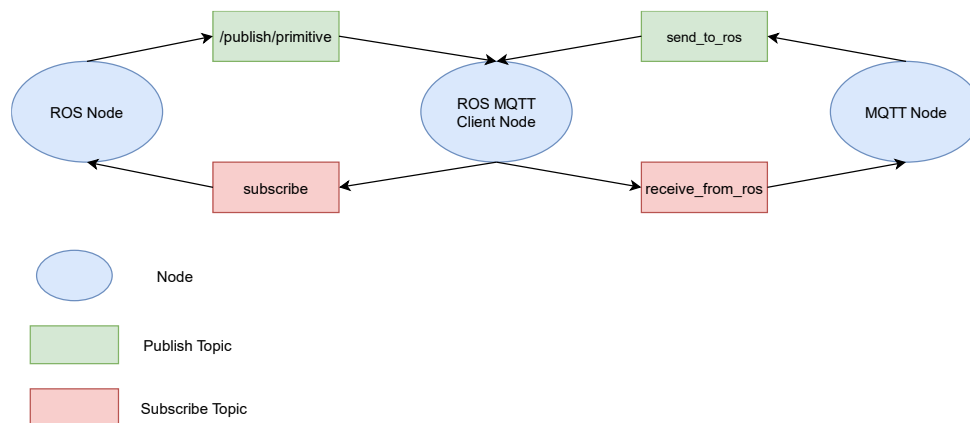 /publish/primitive
send_to_ros
ROS Node
ROS MQTT
Client Node
MQTT Node
subscribe
receive_from_ros
Node
Publish Topic
Subscribe Topic